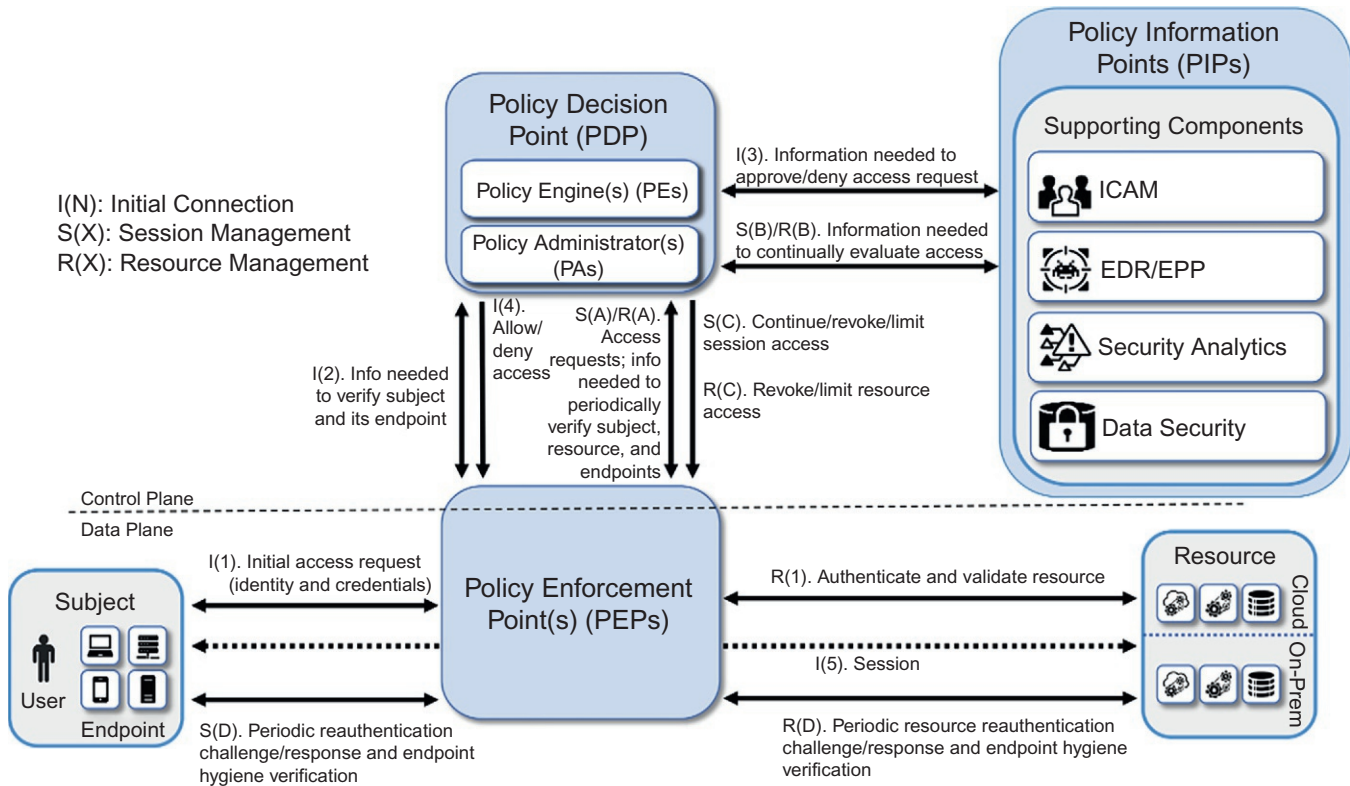 Policy Information
Points (PIPs)
Supporting Components
ICAM
EDR/EPP
Security Analytics
Data Security
Policy Decision
Point (PDP)
Policy Engine(s) (PEs)
Policy Administrator(s)
(PAs)
I(3). Information needed to
approve/deny access request
S(B)/R(B). Information needed
to continually evaluate access
I(N): Initial Connection
S(X): Session Management
R(X): Resource Management
I(2). Info needed
to verify subject
and its endpoint
I(4).
Allow/
deny
access
S(A)/R(A).
Access
requests; info
needed to
periodically
verify subject,
resource, and
endpoints
S(C). Continue/revoke/limit
session access
R(C). Revoke/limit resource
access
Control Plane
Data Plane
Subject
User
Endpoint
I(1). Initial access request
(identity and credentials)
S(D). Periodic reauthentication
challenge/response and endpoint
hygiene verification
Policy Enforcement
Point(s) (PEPs)
R(1). Authenticate and validate resource
I(5). Session
R(D). Periodic resource reauthentication
challenge/response and endpoint hygiene
verification
Resource
Cloud
On-Prem